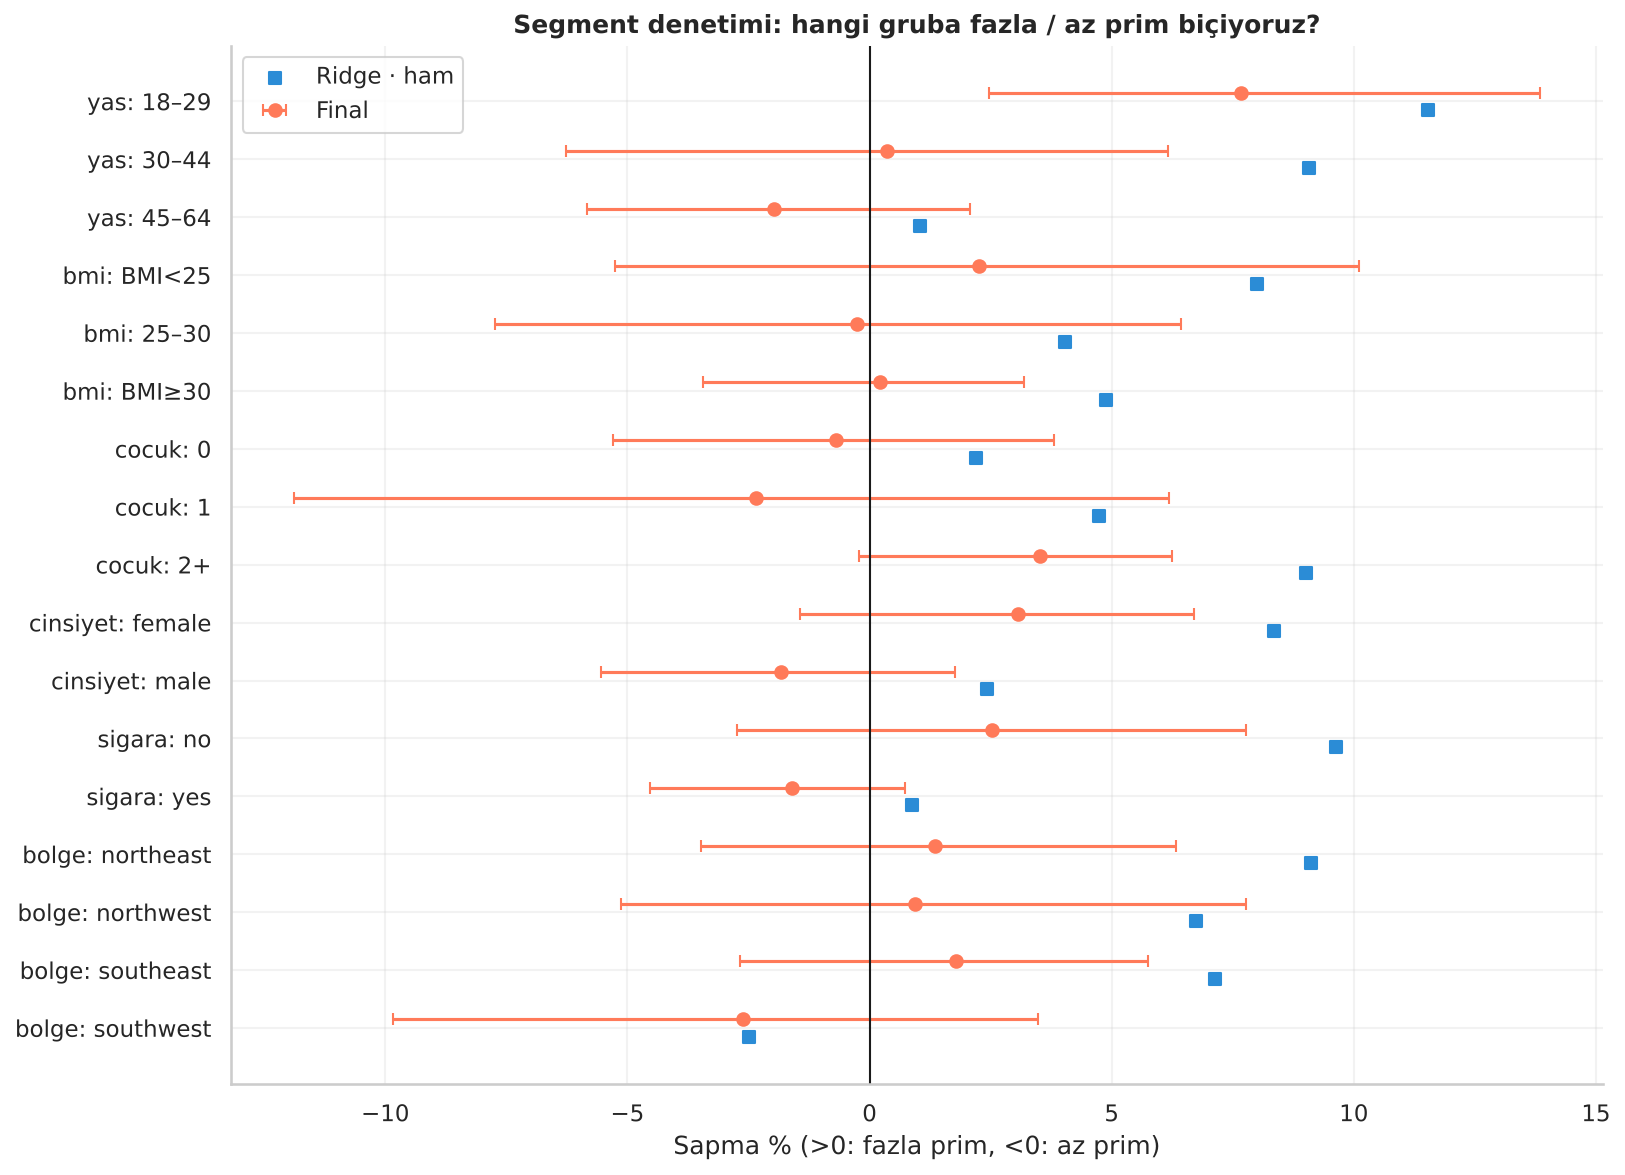 Segment denetimi: hangi gruba fazla / az prim biçiyoruz?
Ridge · ham
Final
yas: 18–29
yas: 30–44
yas: 45–64
bmi: BMI<25
bmi: 25–30
bmi: BMI≥30
cocuk: 0
cocuk: 1
cocuk: 2+
cinsiyet: female
cinsiyet: male
sigara: no
sigara: yes
bolge: northeast
bolge: northwest
bolge: southeast
bolge: southwest
−10 −5 0 5 10 15
Sapma % (>0: fazla prim, <0: az prim)